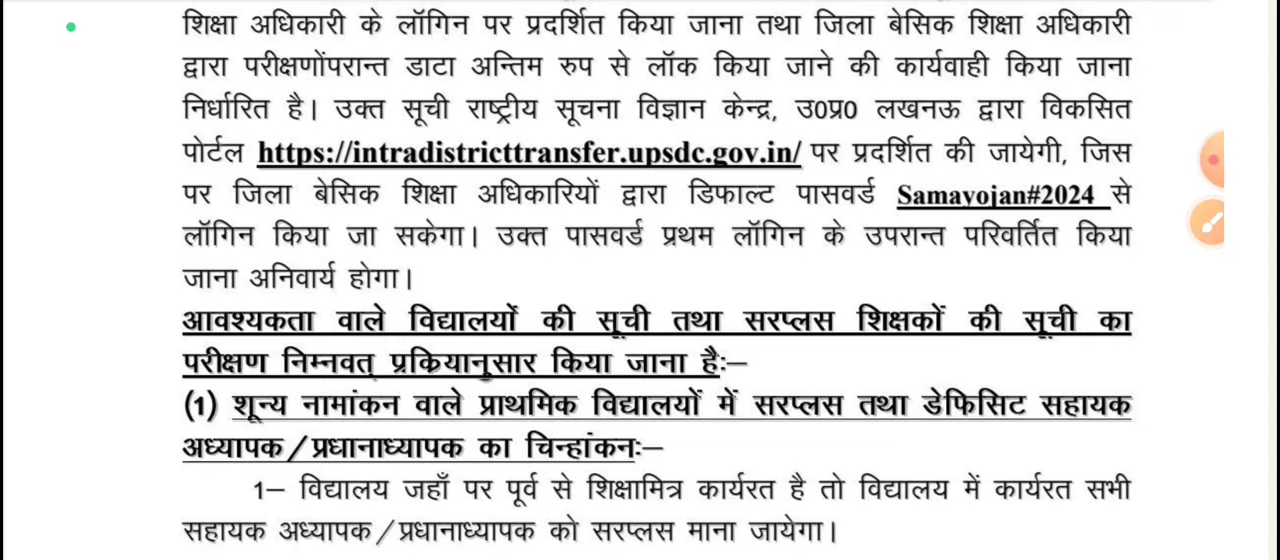 शिक्षा अधिकारी के लॉगिन पर प्रदर्शित किया जाना तथा जिला बेसिक शिक्षा अधिकारी
द्वारा परीक्षणोंपरान्त डाटा अन्तिम रुप से लॉक किया जाने की कार्यवाही किया जाना
निर्धारित है। उक्त सूची राष्ट्रीय सूचना विज्ञान केन्द्र, उ0प्र0 लखनऊ द्वारा विकसित
पोर्टल https://intradistricttransfer.upsdc.gov.in/ पर प्रदर्शित की जायेगी, जिस
पर जिला बेसिक शिक्षा अधिकारियों द्वारा डिफाल्ट पासवर्ड Samayojan#2024 से
लॉगिन किया जा सकेगा। उक्त पासवर्ड प्रथम लॉगिन के उपरान्त परिवर्तित किया
जाना अनिवार्य होगा।
आवश्यकता वाले विद्यालयों की सूची तथा सरप्लस शिक्षकों की सूची का
परीक्षण निम्नवत् प्रकियानुसार किया जाना है:–
(1) शून्य नामांकन वाले प्राथमिक विद्यालयों में सरप्लस तथा डेफिसिट सहायक
अध्यापक/प्रधानाध्यापक का चिन्हांकनः–
1– विद्यालय जहाँ पर पूर्व से शिक्षामित्र कार्यरत है तो विद्यालय में कार्यरत सभी
सहायक अध्यापक/प्रधानाध्यापक को सरप्लस माना जायेगा।